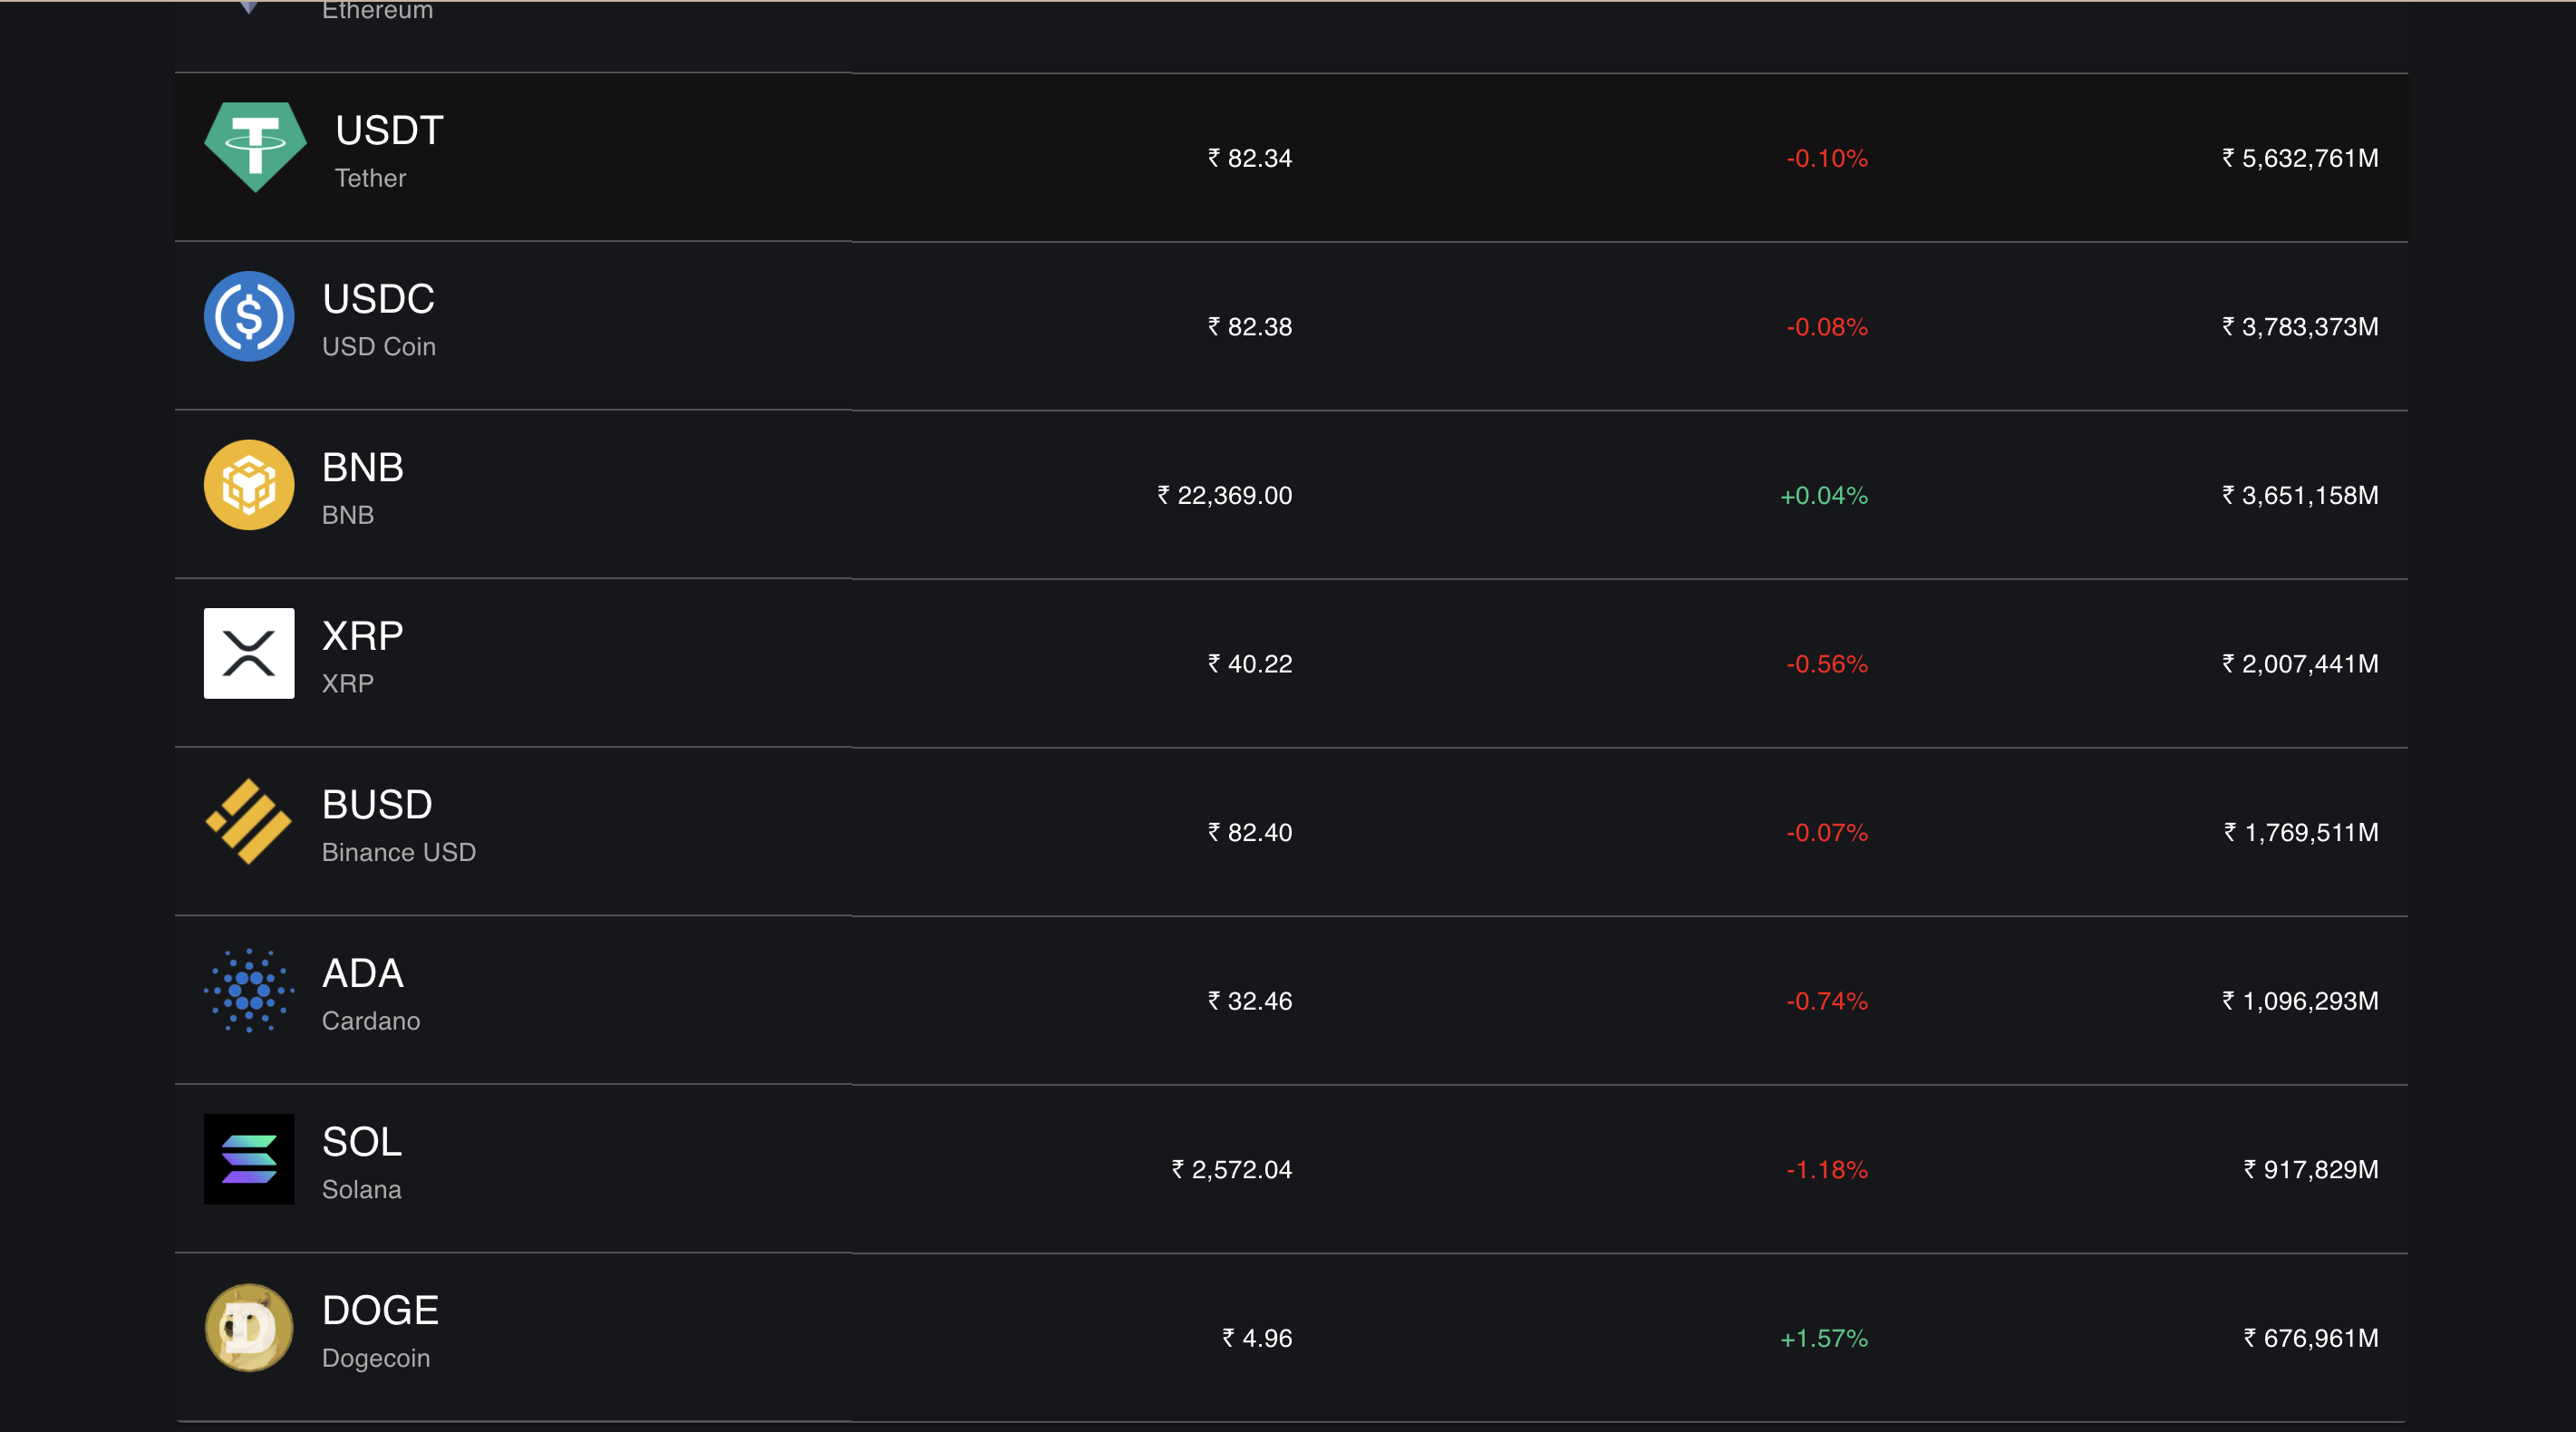 Ethereum
USDT
Tether
₹ 82.34
-0.10%
₹ 5,632,761M
USDC
USD Coin
₹ 82.38
-0.08%
₹ 3,783,373M
BNB
BNB
₹ 22,369.00
+0.04%
₹ 3,651,158M
XRP
XRP
₹ 40.22
-0.56%
₹ 2,007,441M
BUSD
Binance USD
₹ 82.40
-0.07%
₹ 1,769,511M
ADA
Cardano
₹ 32.46
-0.74%
₹ 1,096,293M
SOL
Solana
₹ 2,572.04
-1.18%
₹ 917,829M
DOGE
Dogecoin
₹ 4.96
+1.57%
₹ 676,961M